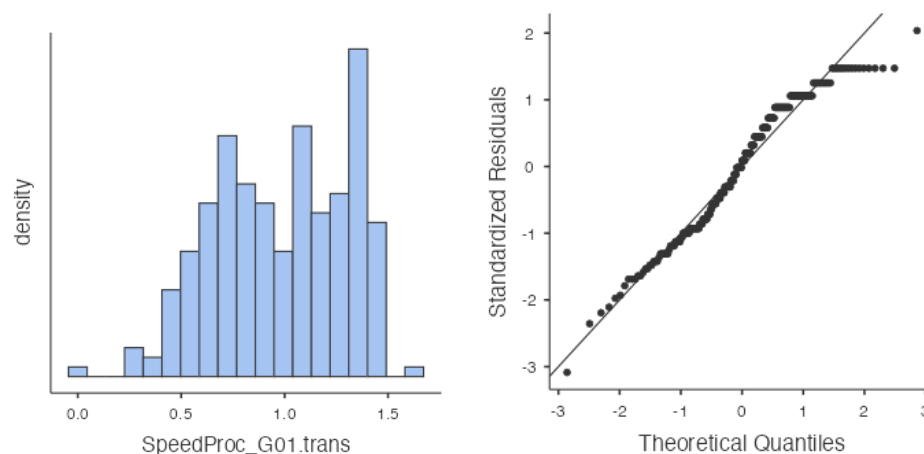 density
0.0 0.5 1.0 1.5
SpeedProc_G01.trans
Standardized Residuals
2
1
0
-1
-2
-3
-3 -2 -1 0 1 2 3
Theoretical Quantiles